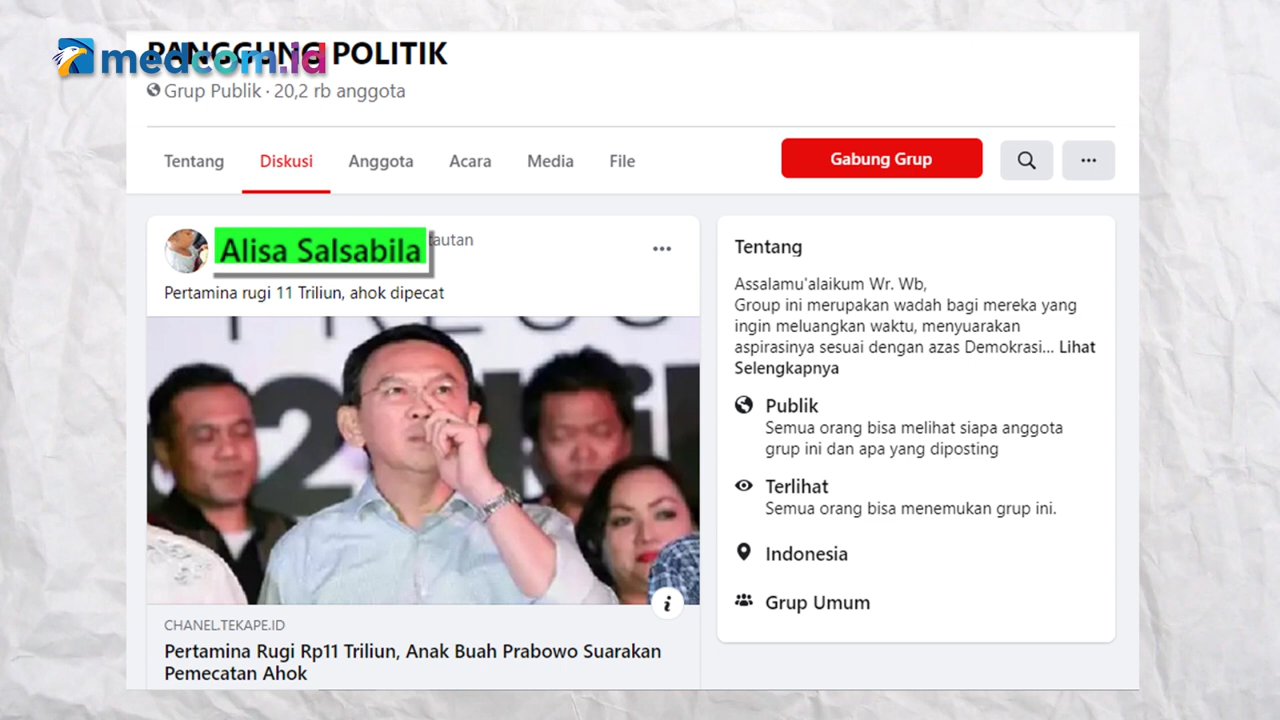 medcom.id
PANGGUNG POLITIK
Grup Publik · 20,2 rb anggota
Tentang Diskusi Anggota Acara Media File
Gabung Grup
Alisa Salsabila tautan
Pertamina rugi 11 Triliun, ahok dipecat
CHANEL.TEKAPE.ID
Pertamina Rugi Rp11 Triliun, Anak Buah Prabowo Suarakan
Pemecatan Ahok
Tentang
Assalamu'alaikum Wr. Wb,
Group ini merupakan wadah bagi mereka yang
ingin meluangkan waktu, menyuarakan
aspirasinya sesuai dengan azas Demokrasi... Lihat
Selengkapnya
Publik
Semua orang bisa melihat siapa anggota
grup ini dan apa yang diposting
Terlihat
Semua orang bisa menemukan grup ini.
Indonesia
Grup Umum